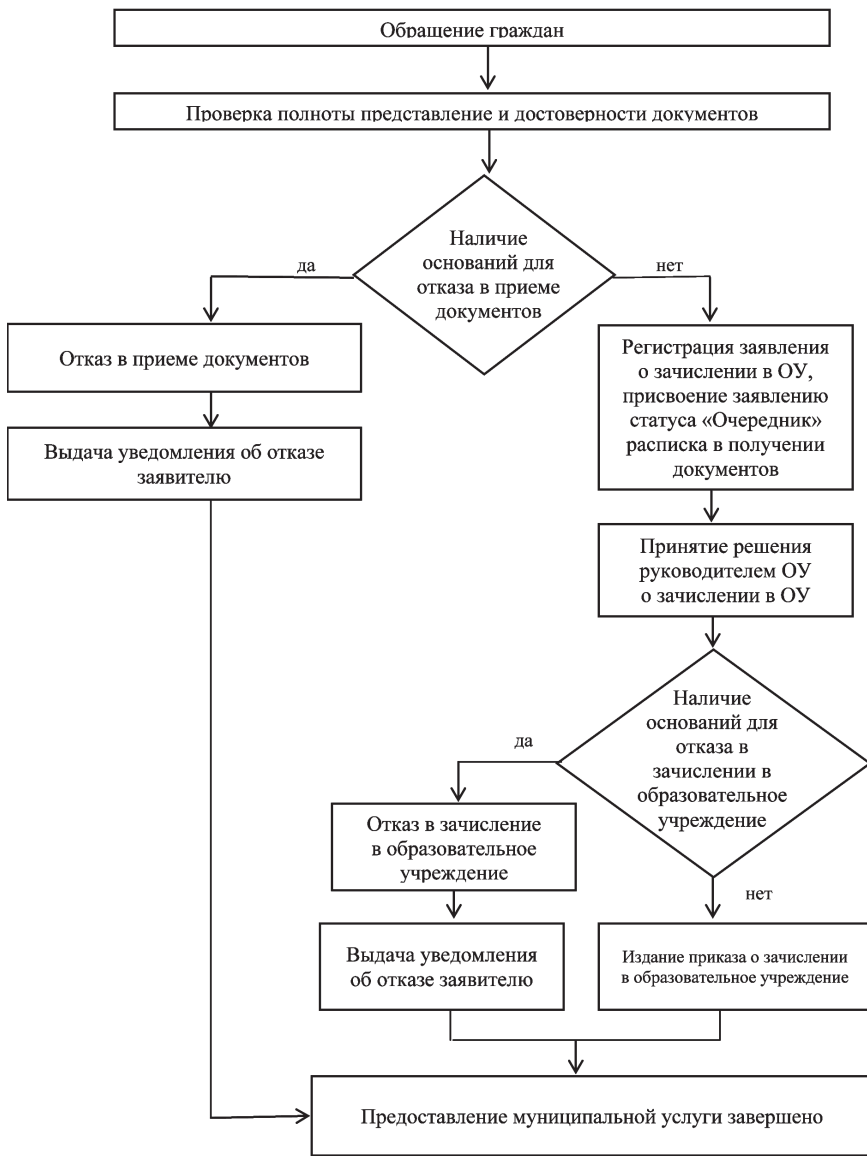 Обращение граждан
Проверка полноты представление и достоверности документов
Наличие
оснований для
отказа в приеме
документов
да
нет
Отказ в приеме документов
Выдача уведомления об отказе
заявителю
Регистрация заявления
о зачислении в ОУ,
присвоение заявлению
статуса «Очередник»
расписка в получении
документов
Принятие решения
руководителем ОУ
о зачислении в ОУ
Наличие
оснований для
отказа в
зачислении в
образовательное
учреждение
да
нет
Отказ в зачисление
в образовательное
учреждение
Выдача уведомления
об отказе заявителю
Издание приказа о зачислении
в образовательное учреждение
Предоставление муниципальной услуги завершено